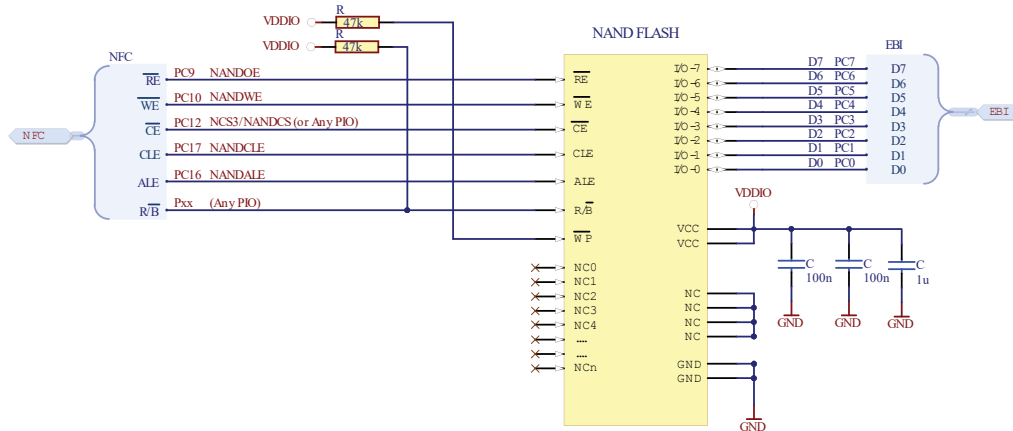 R
VDDIO 47k
R
VDDIO 47k
NAND FLASH
NFC
EBI
RE PC9 NANDOE RE
WE PC10 NANDWE WE
CE PC12 NCS3/NANDCS (or Any PIO) CE
CLE PC17 NANDCLE CLE
ALE PC16 NANDALE ALE
R/B Pxx (Any PIO) R/B
WP
NFC
NC0
NC1
NC2
NC3
NC4
....
....
NCn
I/O-7 D7 PC7 D7
I/O-6 D6 PC6 D6
I/O-5 D5 PC5 D5
I/O-4 D4 PC4 D4
I/O-3 D3 PC3 D3
I/O-2 D2 PC2 D2
I/O-1 D1 PC1 D1
I/O-0 D0 PC0 D0
EBI
VDDIO
VCC
VCC
C
100n
C
100n
C
1u
GND
GND
GND
NC
NC
NC
NC
GND
GND
GND